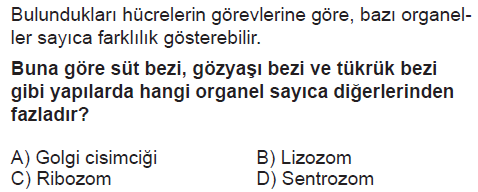 Bulundukları hücrelerin görevlerine göre, bazı organel-
ler sayıca farklılık gösterebilir.
Buna göre süt bezi, gözyaşı bezi ve tükrük bezi
gibi yapılarda hangi organel sayıca diğerlerinden
fazladır?
A) Golgi cisimciği B) Lizozom
C) Ribozom D) Sentrozom